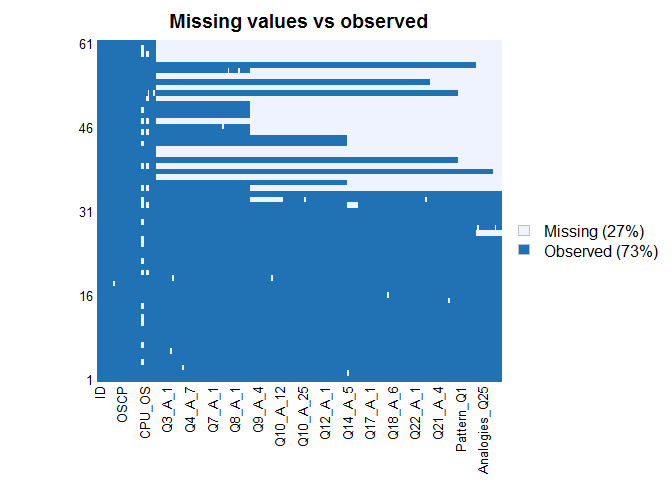 Missing values vs observed
61
46
31
16
1
Missing (27%)
Observed (73%)
ID
OSCP
CPU_OS
Q3_A_1
Q4_A_7
Q7_A_1
Q8_A_1
Q9_A_4
Q10_A_12
Q10_A_25
Q12_A_1
Q14_A_5
Q17_A_1
Q18_A_6
Q22_A_1
Q21_A_4
Pattern_Q1
Analogies_Q25